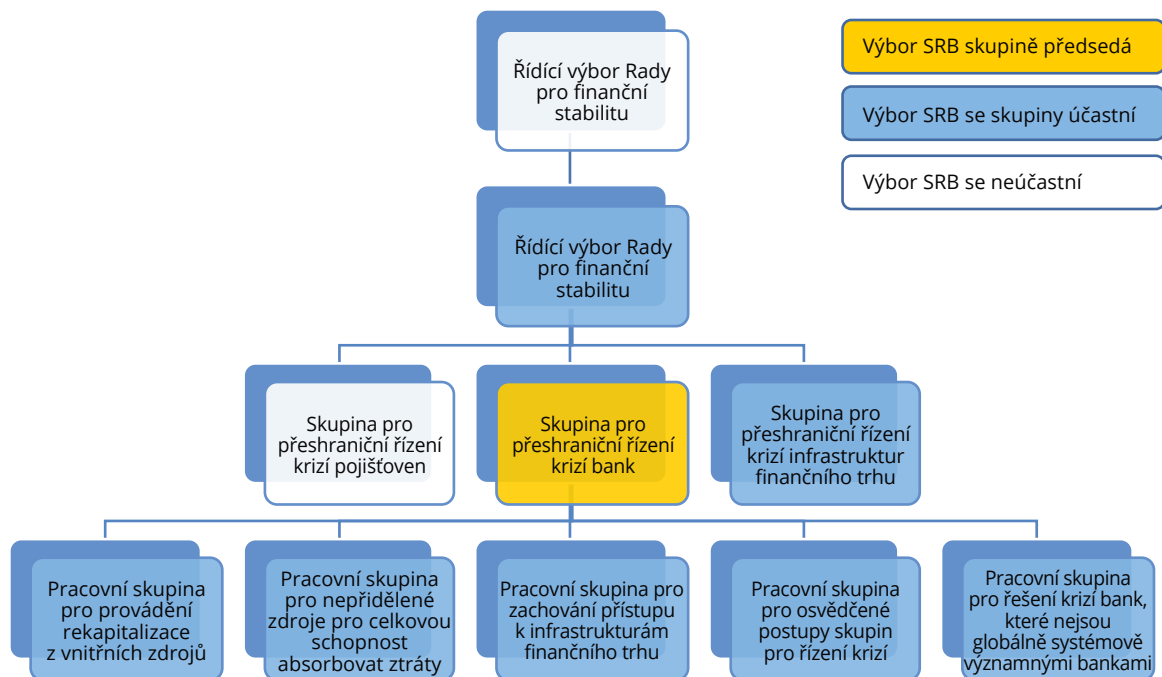 Řídící výbor Rady
pro finanční
stabilitu
Výbor SRB skupině předsedá
Výbor SRB se skupiny účastní
Výbor SRB se neúčastní
Řídící výbor Rady
pro finanční
stabilitu
Skupina pro
přeshraniční řízení
krizí pojišťoven
Skupina pro
přeshraniční řízení
krizí bank
Skupina pro
přeshraniční řízení
krizí infrastruktur
finančního trhu
Pracovní skupina
pro provádění
rekapitalizace
z vnitřních zdrojů
Pracovní skupina
pro nepřidělené
zdroje pro celkovou
schopnost
absorbovat ztráty
Pracovní skupina pro
zachování přístupu
k infrastrukturám
finančního trhu
Pracovní skupina
pro osvědčené
postupy skupin
pro řízení krizí
Pracovní skupina
pro řešení krizí bank,
které nejsou
globálně systémově
významnými bankami